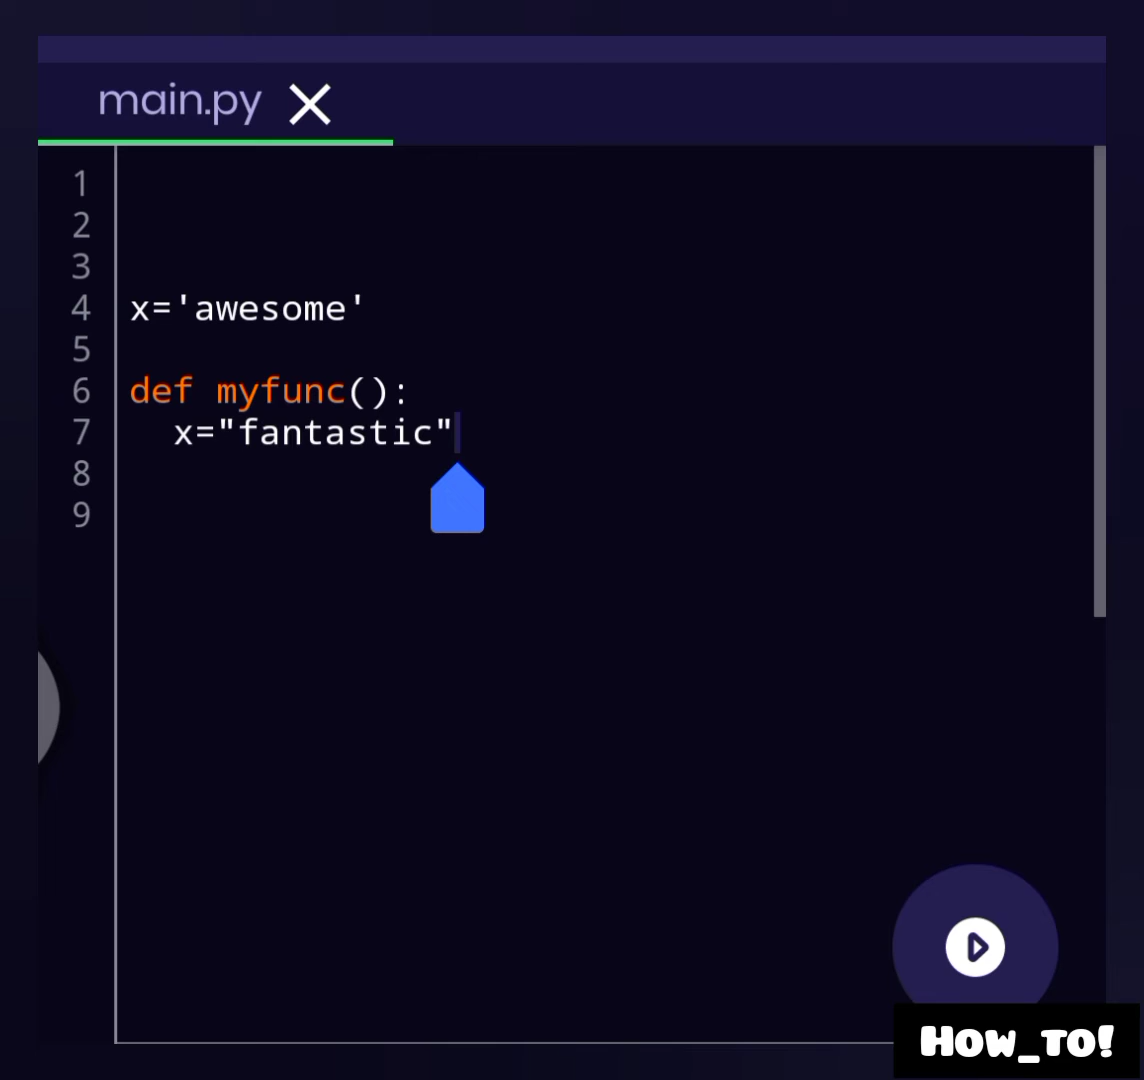 main.py
1
2
3
4 x='awesome'
5
6 def myfunc():
7   x="fantastic"
8
9
How_to!